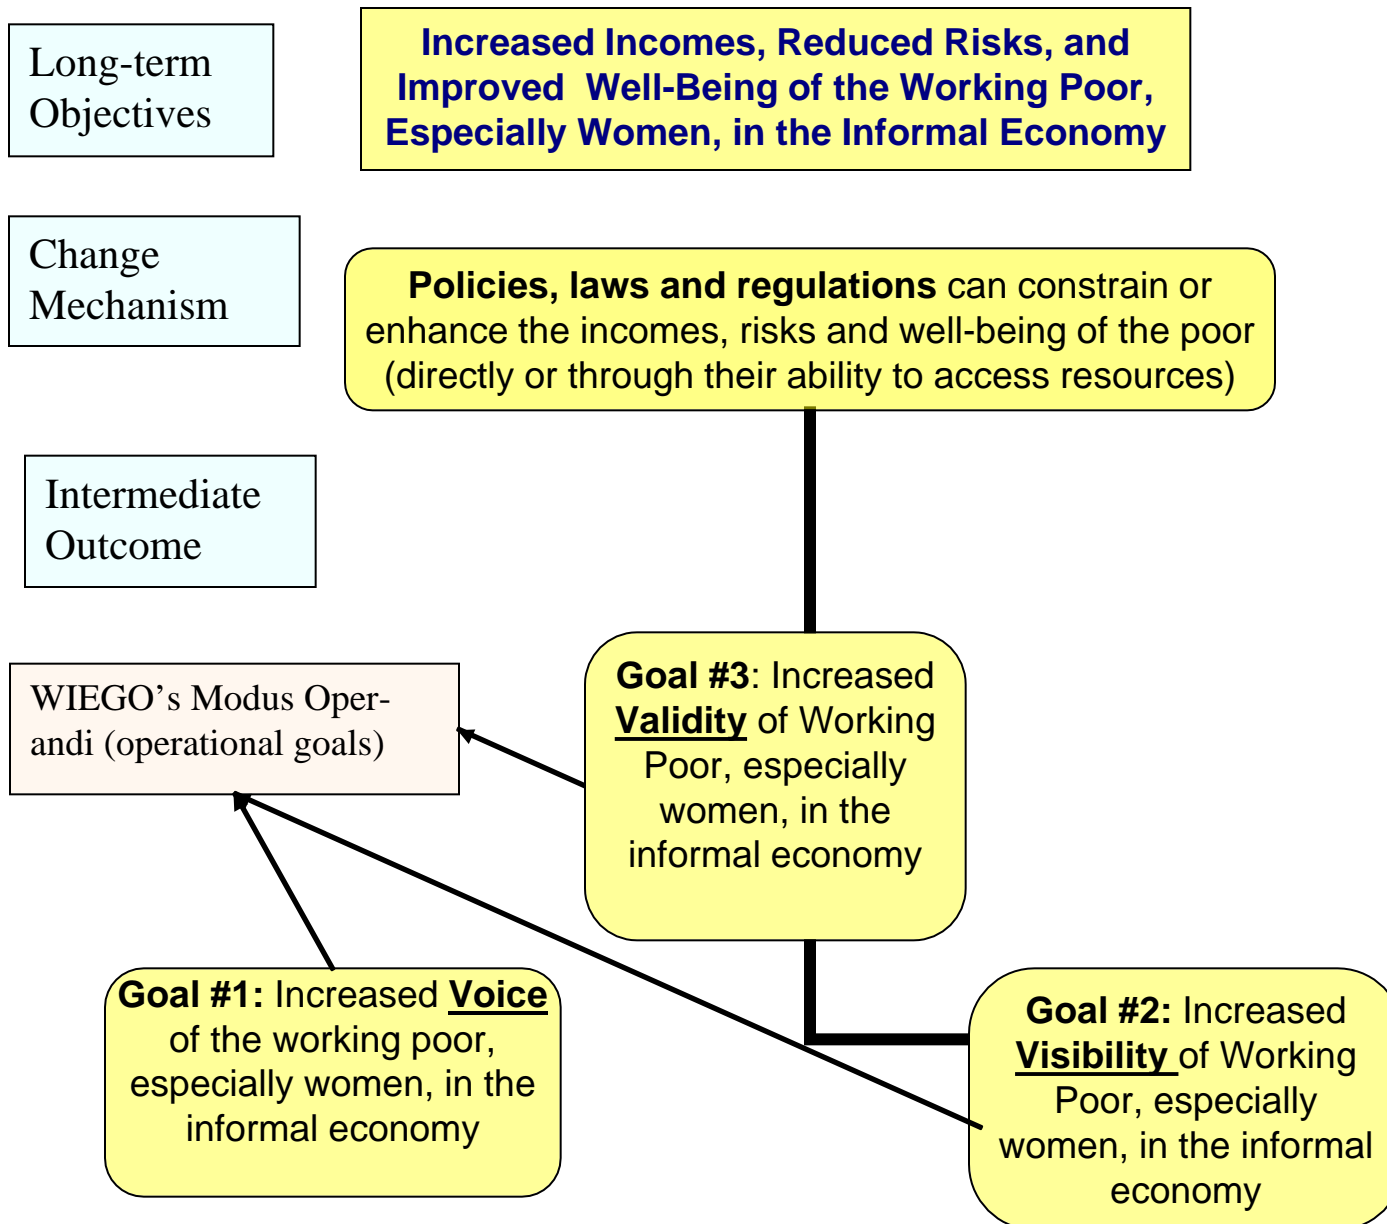 Long-term
Objectives
Increased Incomes, Reduced Risks, and
Improved Well-Being of the Working Poor,
Especially Women, in the Informal Economy
Change
Mechanism
Policies, laws and regulations can constrain or
enhance the incomes, risks and well-being of the poor
(directly or through their ability to access resources)
Intermediate
Outcome
WIEGO’s Modus Oper-
andi (operational goals)
Goal #3: Increased
Validity of Working
Poor, especially
women, in the
informal economy
Goal #1: Increased Voice
of the working poor,
especially women, in the
informal economy
Goal #2: Increased
Visibility of Working
Poor, especially
women, in the informal
economy